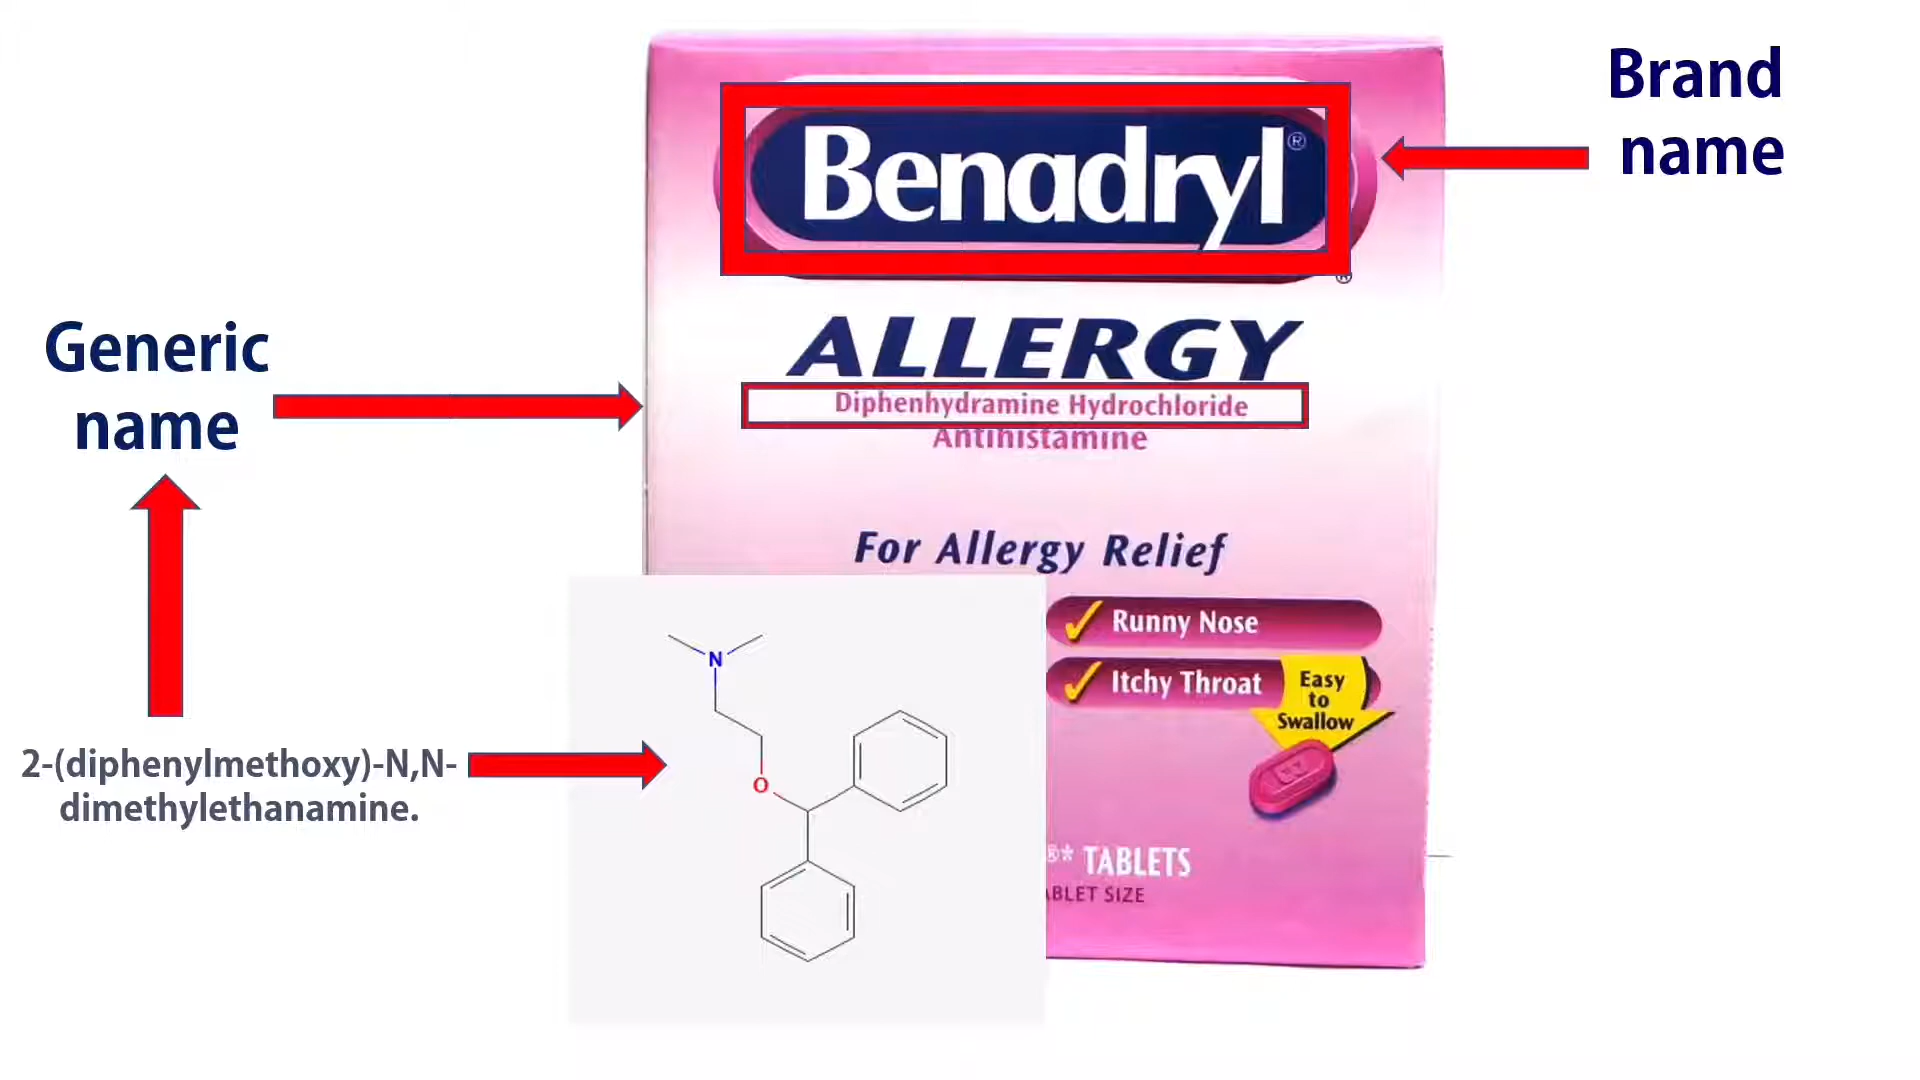 Brand
name
Benadryl®
®
ALLERGY
Generic
name
Diphenhydramine Hydrochloride
Antihistamine
For Allergy Relief
Runny Nose
Itchy Throat
Easy
to
Swallow
N
O
2-(diphenylmethoxy)-N,N-
dimethylethanamine.
®* TABLETS
ABLET SIZE